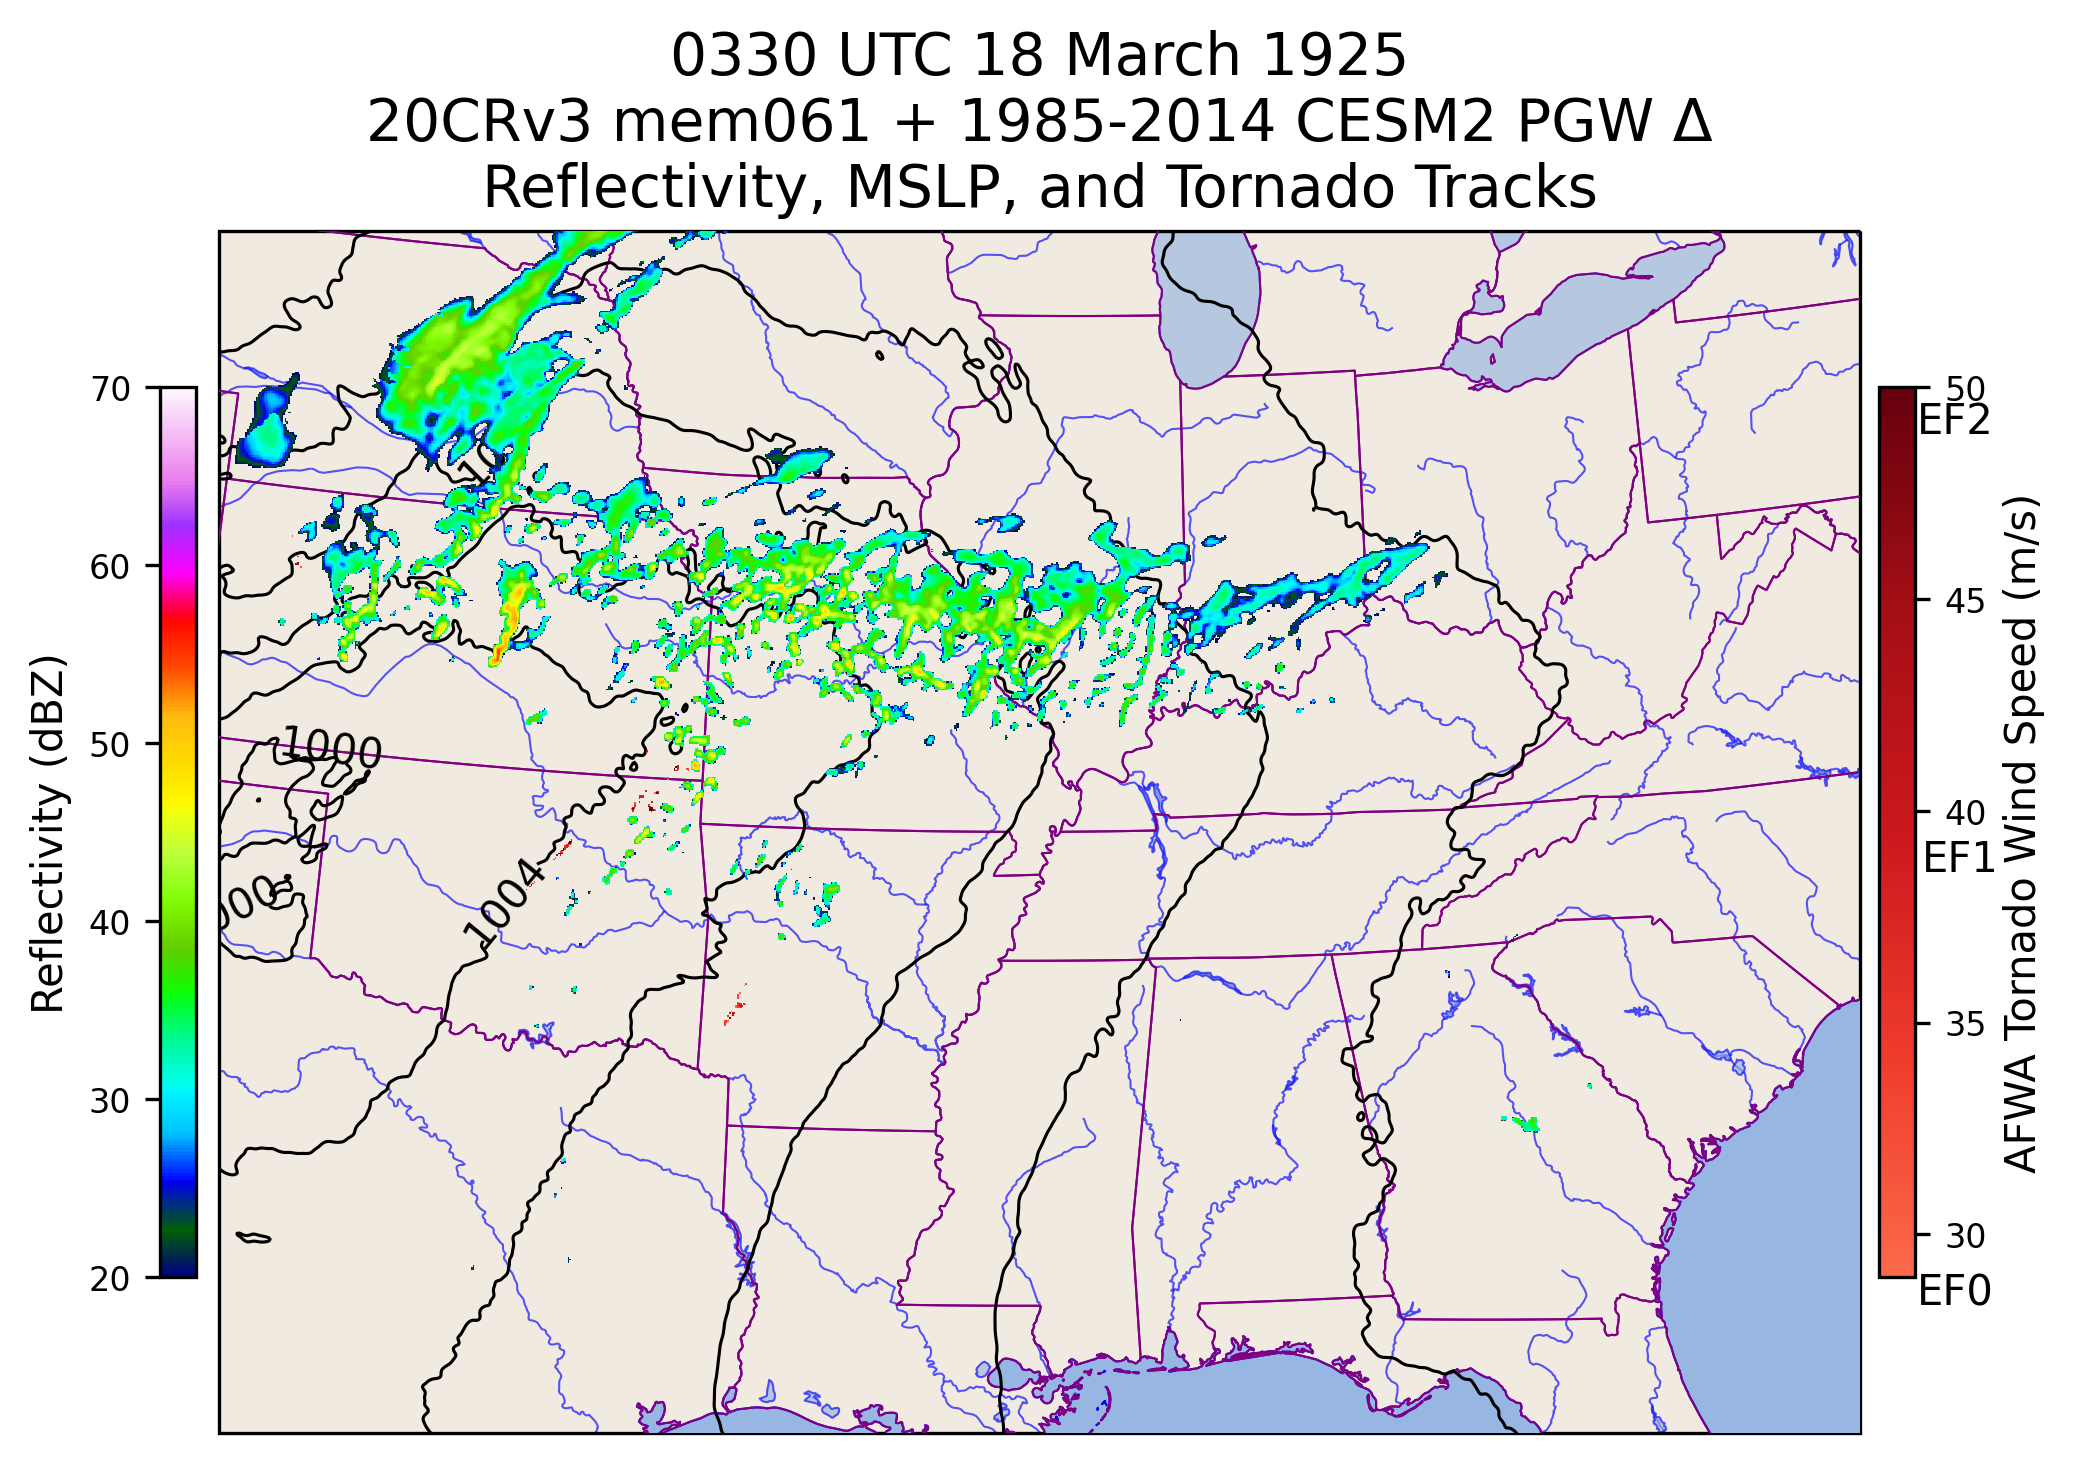 0330 UTC 18 March 1925
20CRv3 mem061 + 1985-2014 CESM2 PGW Δ
Reflectivity, MSLP, and Tornado Tracks
70
60
50
40
30
20
Reflectivity (dBZ)
10
1000
000
1004
50
EF2
45
40
EF1
35
30
EF0
AFWA Tornado Wind Speed (m/s)